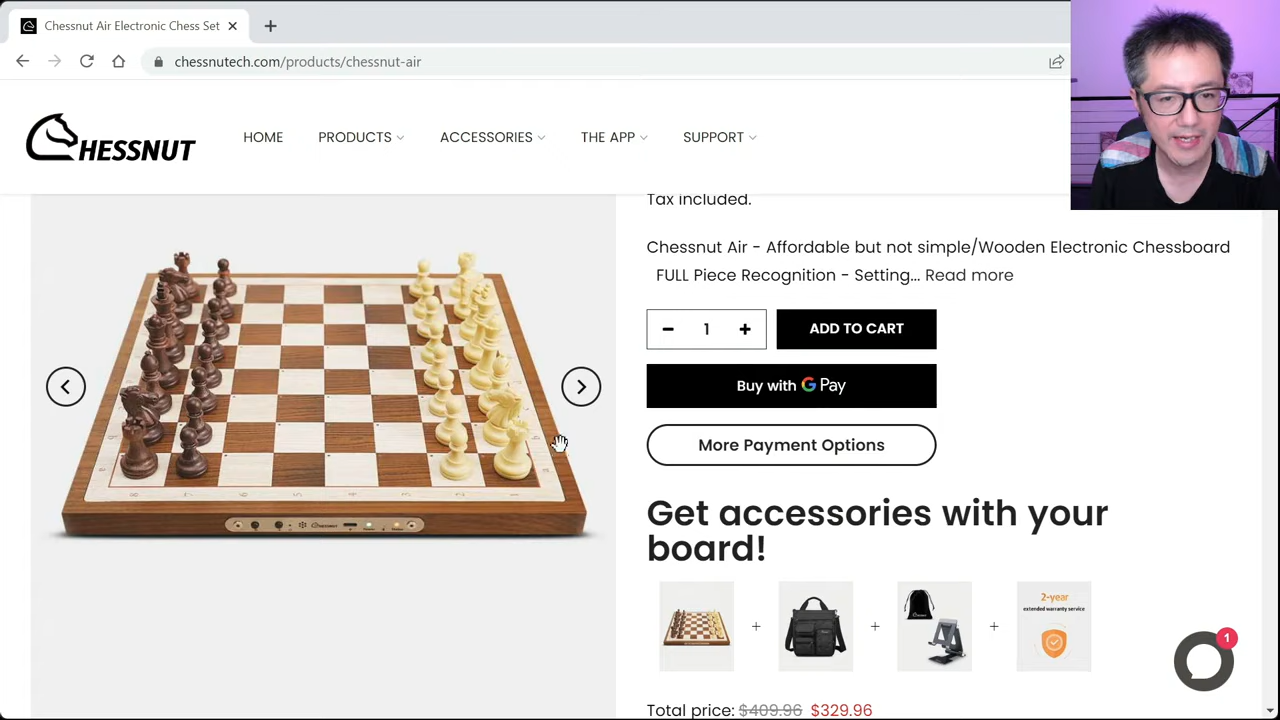 Chessnut Air Electronic Chess Set
chessnutech.com/products/chessnut-air
HESSNUT
HOME
PRODUCTS
ACCESSORIES
THE APP
SUPPORT
Tax included.
Chessnut Air - Affordable but not simple/Wooden Electronic Chessboard
FULL Piece Recognition - Setting... Read more
− 1 +
ADD TO CART
Buy with G Pay
More Payment Options
Get accessories with your
board!
2-year
extended warranty service
+ + +
1
Total price: $409.96 $329.96